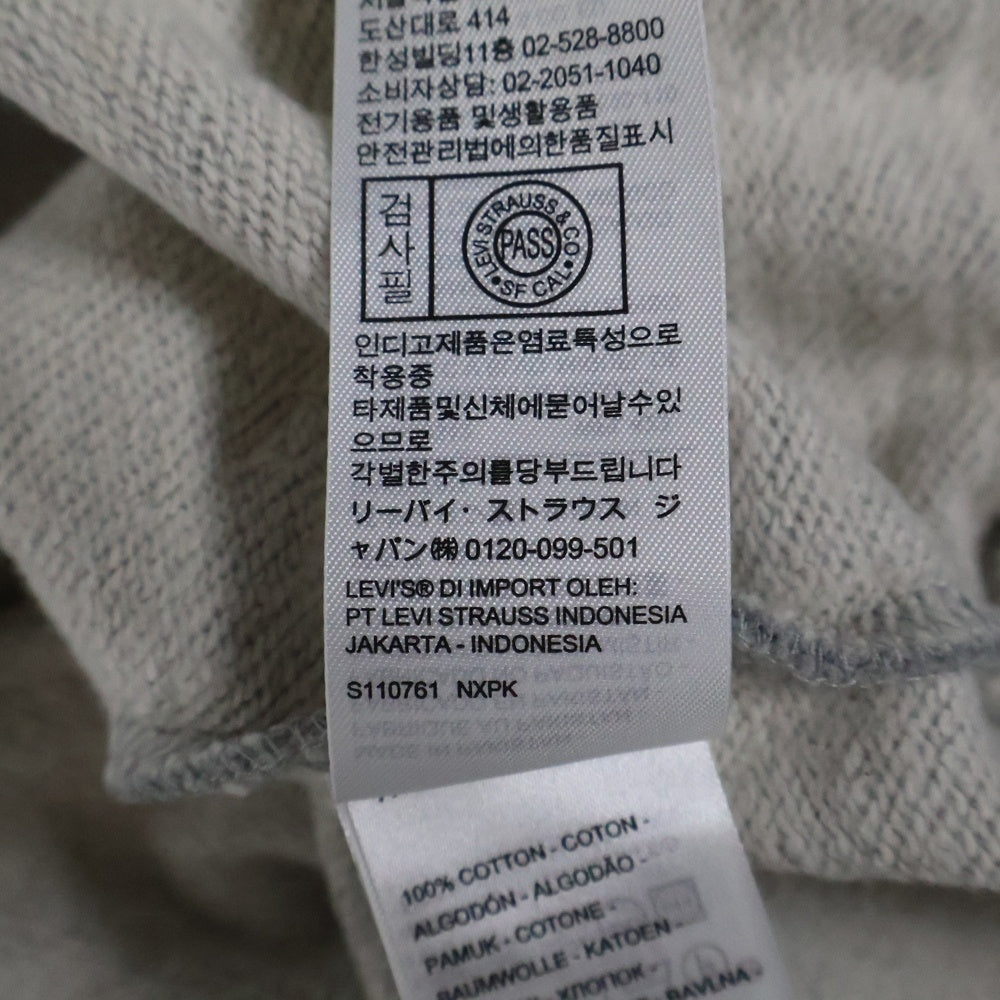 도산대로 414
한성빌딩11층 02-528-8800
소비자상담: 02-2051-1040
전기용품 및생활용품
안전관리법에의한품질표시
검
사
필
LEVI STRAUSS & CO
PASS
SF CAL
인디고제품은염료특성으로
착용중
타제품및신체에묻어날수있
으므로
각별한주의를당부드립니다
リーバイ・ストラウス ジ
ャパン㈱ 0120-099-501
LEVI'S® DI IMPORT OLEH:
PT LEVI STRAUSS INDONESIA
JAKARTA - INDONESIA
S110761 NXPK
100% COTTON - COTON -
ALGODÓN - ALGODÃO -
PAMUK - COTONE -
BAUMWOLLE - KATOEN -
ХЛОПОК - BAVLNA -